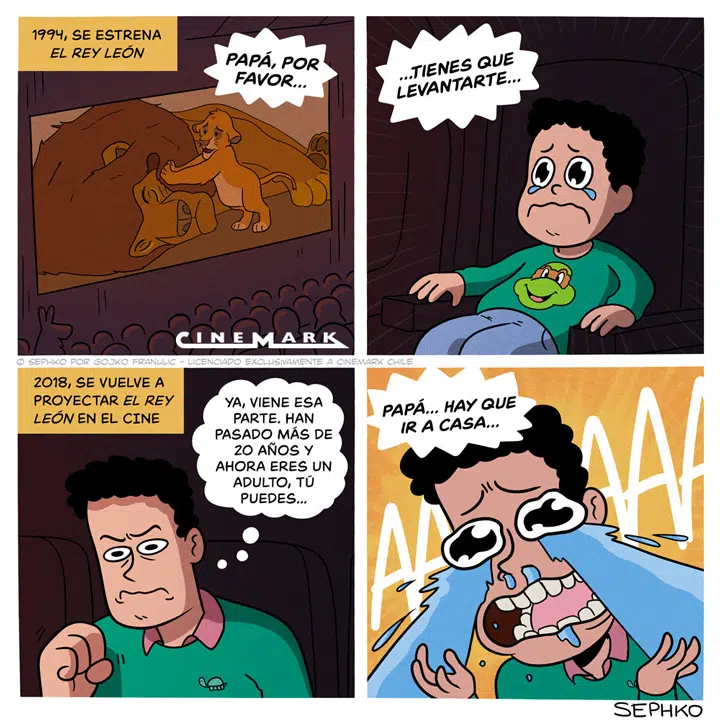 1994, SE ESTRENA
EL REY LEÓN
PAPÁ, POR
FAVOR...
...TIENES QUE
LEVANTARTE...
CINEMARK
© SEPHKO POR GOJKO FRANULIC - LICENCIADO EXCLUSIVAMENTE A CINEMARK CHILE
2018, SE VUELVE A
PROYECTAR EL REY
LEÓN EN EL CINE
YA, VIENE ESA
PARTE. HAN
PASADO MÁS DE
20 AÑOS Y
AHORA ERES UN
ADULTO, TÚ
PUEDES...
PAPÁ... HAY QUE
IR A CASA...
AA AAA
SEPHKO